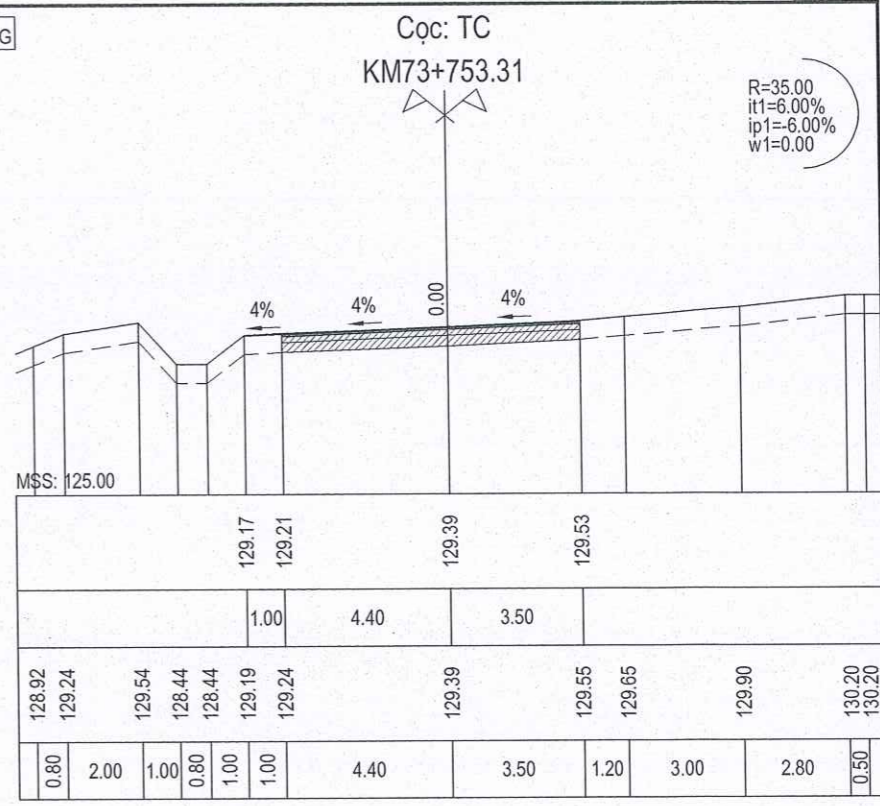 G
Cọc: TC
KM73+753.31
R=35.00
it1=6.00%
ip1=-6.00%
w1=0.00
0.00
4%
4%
4%
MSS: 125.00
129.17 129.21 129.39 129.53
1.00 4.40 3.50
128.92 129.24 129.54 128.44 128.44 129.19 129.24 129.39 129.55 129.65 129.90 130.20 130.20
0.80 2.00 1.00 0.80 1.00 1.00 4.40 3.50 1.20 3.00 2.80 0.50